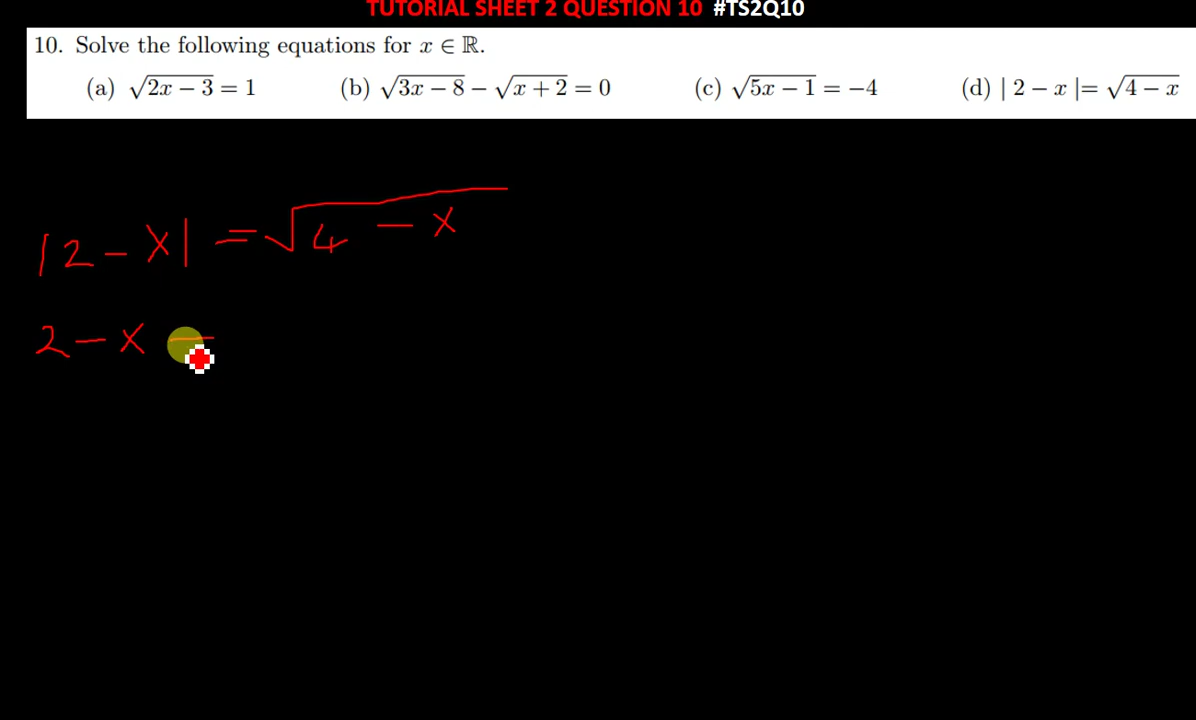 TUTORIAL SHEET 2 QUESTION 10 #TS2Q10
10. Solve the following equations for x ∈ ℝ.
(a) √(2x − 3) = 1 (b) √(3x − 8) − √(x + 2) = 0 (c) √(5x − 1) = −4 (d) | 2 − x |= √(4 − x)
|2 − x| = √(4 − x)
2 − x =